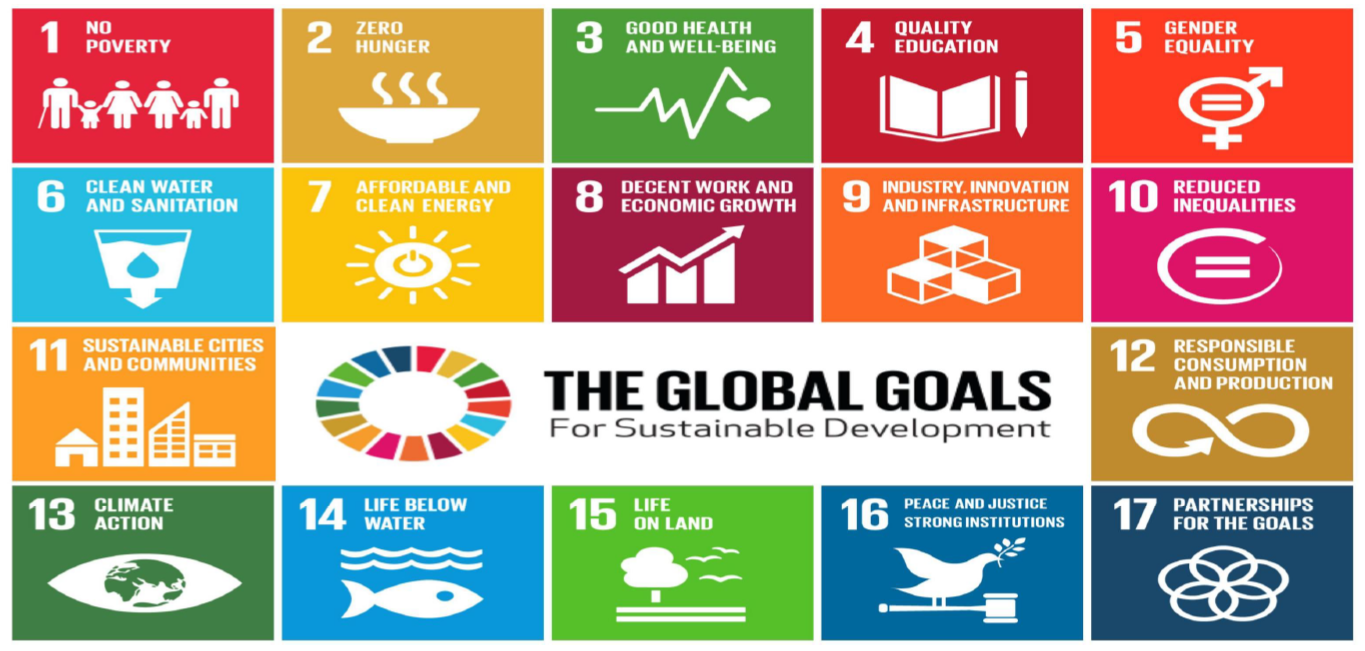 1 NO
POVERTY
2 ZERO
HUNGER
3 GOOD HEALTH
AND WELL-BEING
4 QUALITY
EDUCATION
5 GENDER
EQUALITY
6 CLEAN WATER
AND SANITATION
7 AFFORDABLE AND
CLEAN ENERGY
8 DECENT WORK AND
ECONOMIC GROWTH
9 INDUSTRY, INNOVATION
AND INFRASTRUCTURE
10 REDUCED
INEQUALITIES
11 SUSTAINABLE CITIES
AND COMMUNITIES
THE GLOBAL GOALS
For Sustainable Development
12 RESPONSIBLE
CONSUMPTION
AND PRODUCTION
13 CLIMATE
ACTION
14 LIFE BELOW
WATER
15 LIFE
ON LAND
16 PEACE AND JUSTICE
STRONG INSTITUTIONS
17 PARTNERSHIPS
FOR THE GOALS